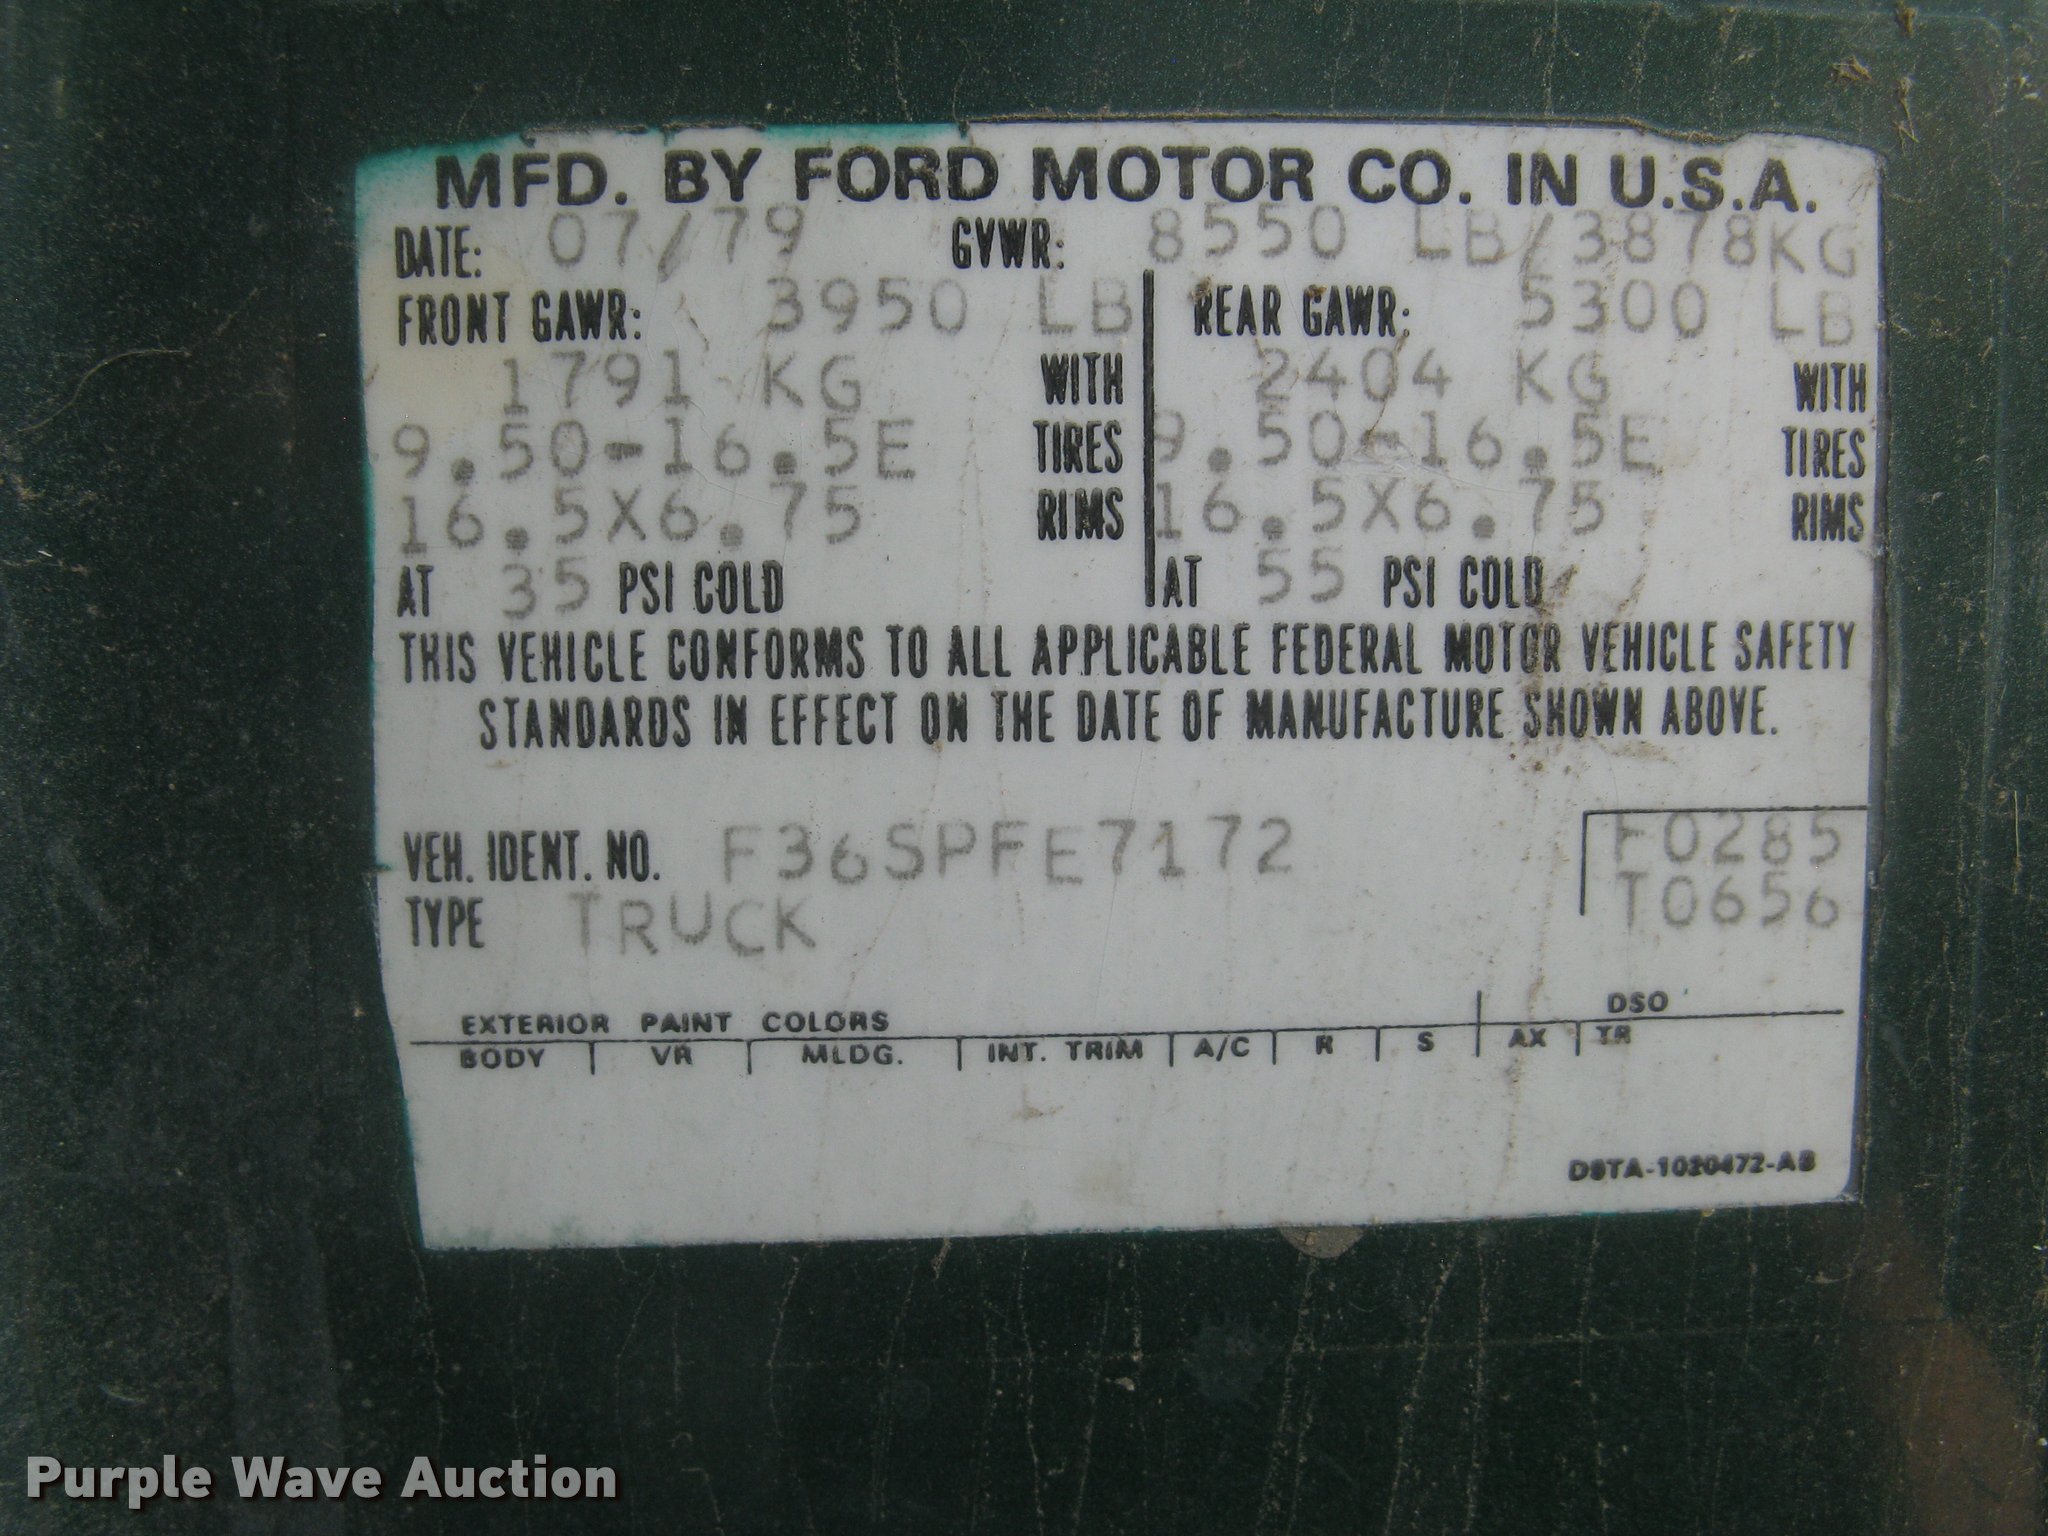 MFD. BY FORD MOTOR CO. IN U.S.A.
DATE: 07/79 GVWR: 8550 LB/3878KG
FRONT GAWR: 3950 LB REAR GAWR: 5300 LB
1791 KG WITH 2404 KG WITH
9.50-16.5E TIRES 9.50-16.5E TIRES
16.5X6.75 RIMS 16.5X6.75 RIMS
AT 35 PSI COLD AT 55 PSI COLD
THIS VEHICLE CONFORMS TO ALL APPLICABLE FEDERAL MOTOR VEHICLE SAFETY
STANDARDS IN EFFECT ON THE DATE OF MANUFACTURE SHOWN ABOVE.
VEH. IDENT. NO. F36SPFE7172 F0285
TYPE TRUCK T0656
EXTERIOR PAINT COLORS DSO
BODY VR MLDG. INT. TRIM A/C R S AX TR
D8TA-1020472-AB
Purple Wave Auction